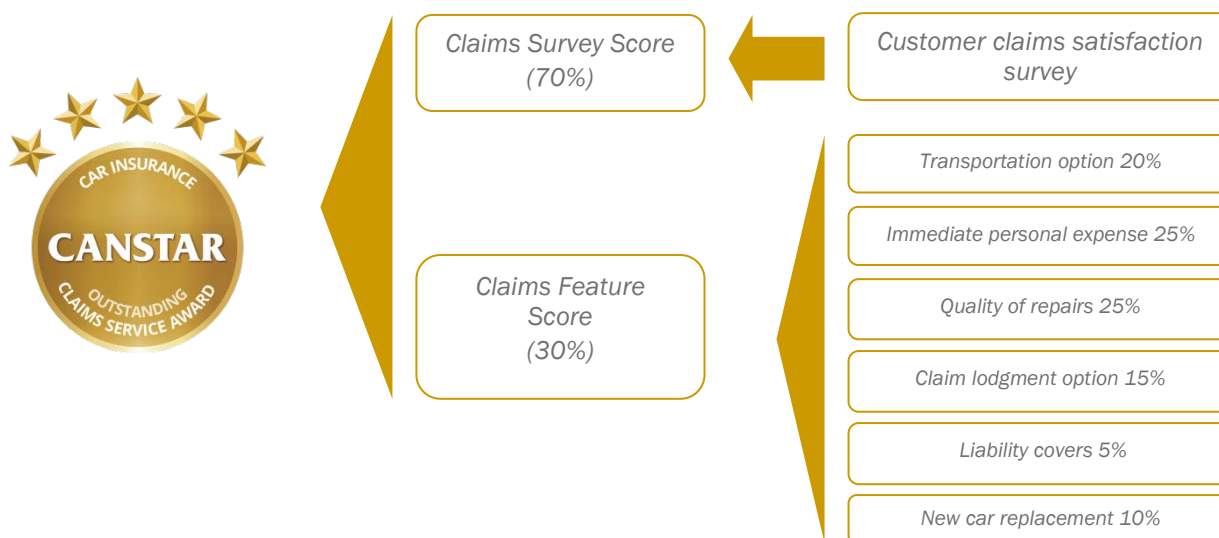 CAR INSURANCE
CANSTAR
OUTSTANDING
CLAIMS SERVICE AWARD
Claims Survey Score
(70%)
Customer claims satisfaction
survey
Claims Feature
Score
(30%)
Transportation option 20%
Immediate personal expense 25%
Quality of repairs 25%
Claim lodgment option 15%
Liability covers 5%
New car replacement 10%